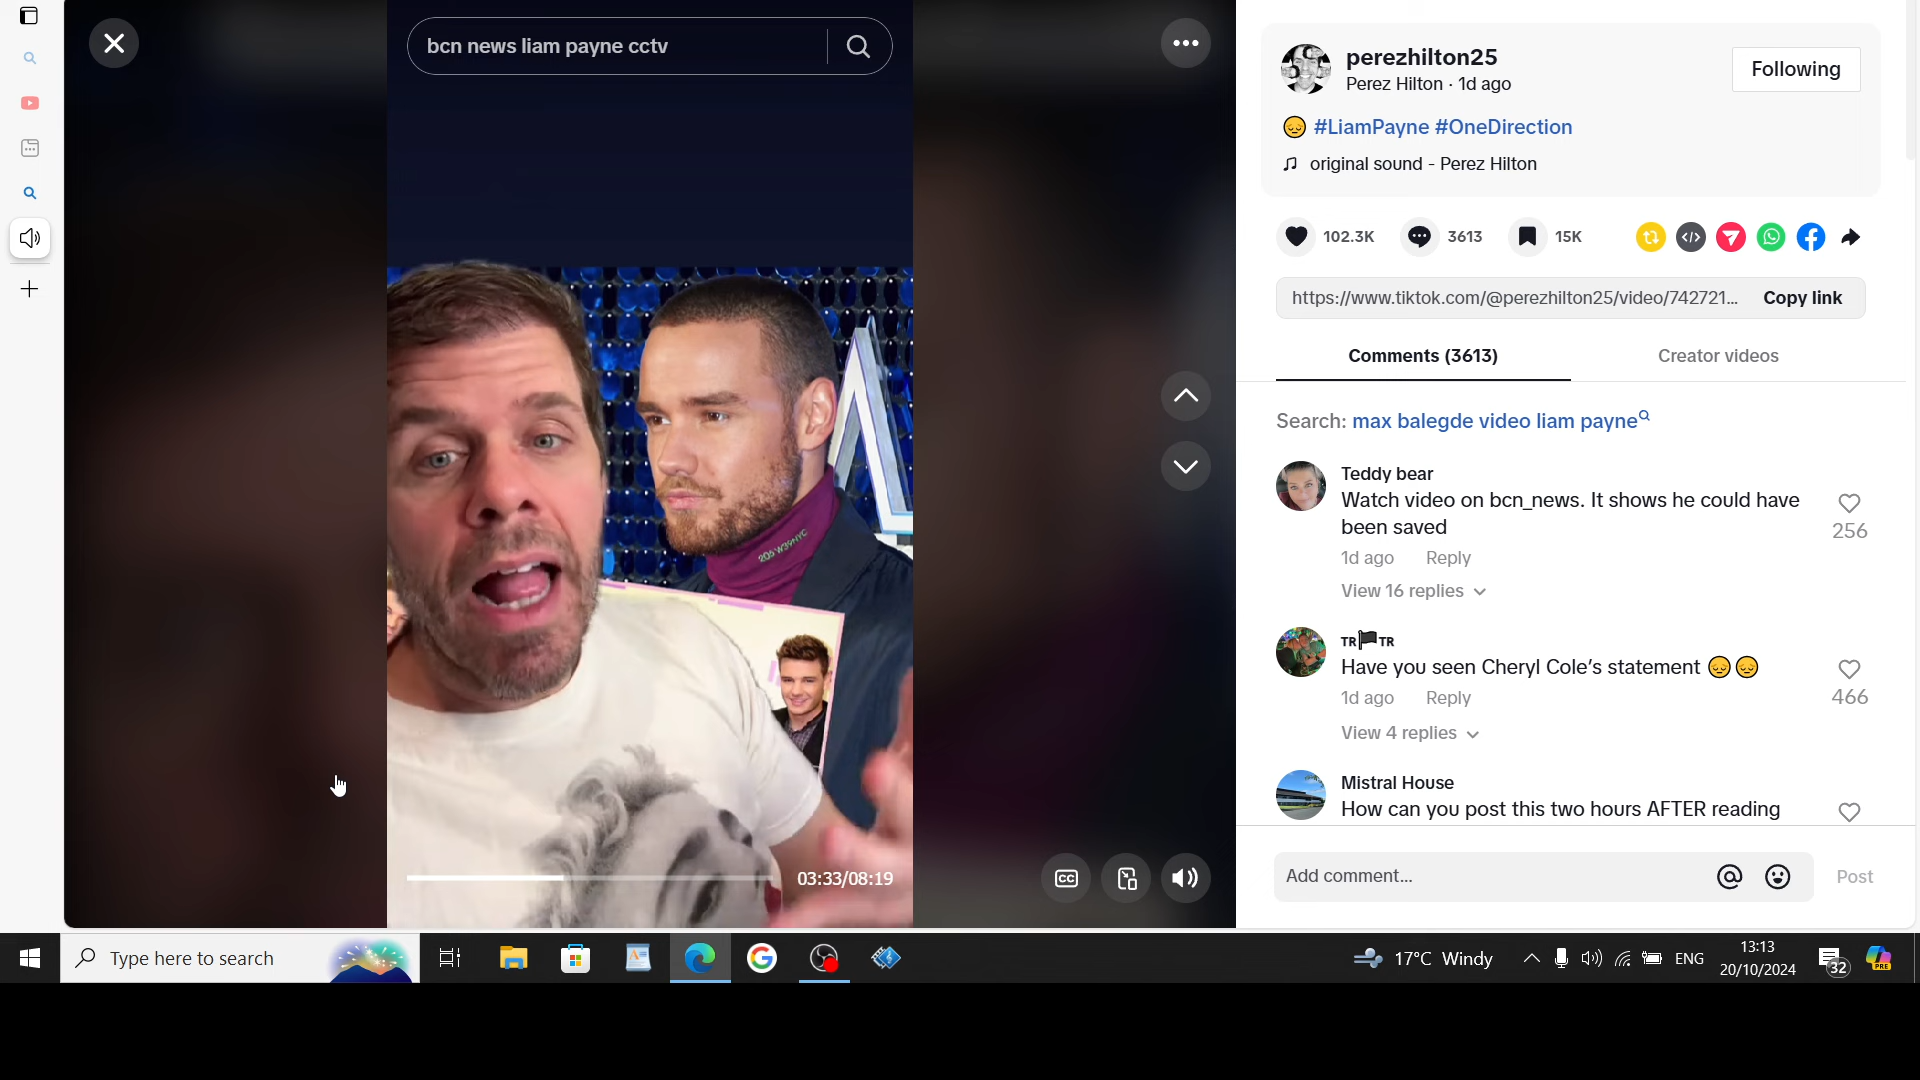 bcn news liam payne cctv
205 W39NYC
A
03:33/08:19
perezhilton25
Perez Hilton · 1d ago
Following
😔 #LiamPayne #OneDirection
original sound - Perez Hilton
102.3K
3613
15K
https://www.tiktok.com/@perezhilton25/video/742721...
Copy link
Comments (3613)
Creator videos
Search: max balegde video liam payne
Teddy bear
Watch video on bcn_news. It shows he could have
been saved
256
1d ago
Reply
View 16 replies
TR🏴TR
Have you seen Cheryl Cole's statement 😔😔
466
1d ago
Reply
View 4 replies
Mistral House
How can you post this two hours AFTER reading
Add comment...
Post
CC
Type here to search
17°C Windy
ENG
13:13
20/10/2024
32
PRE